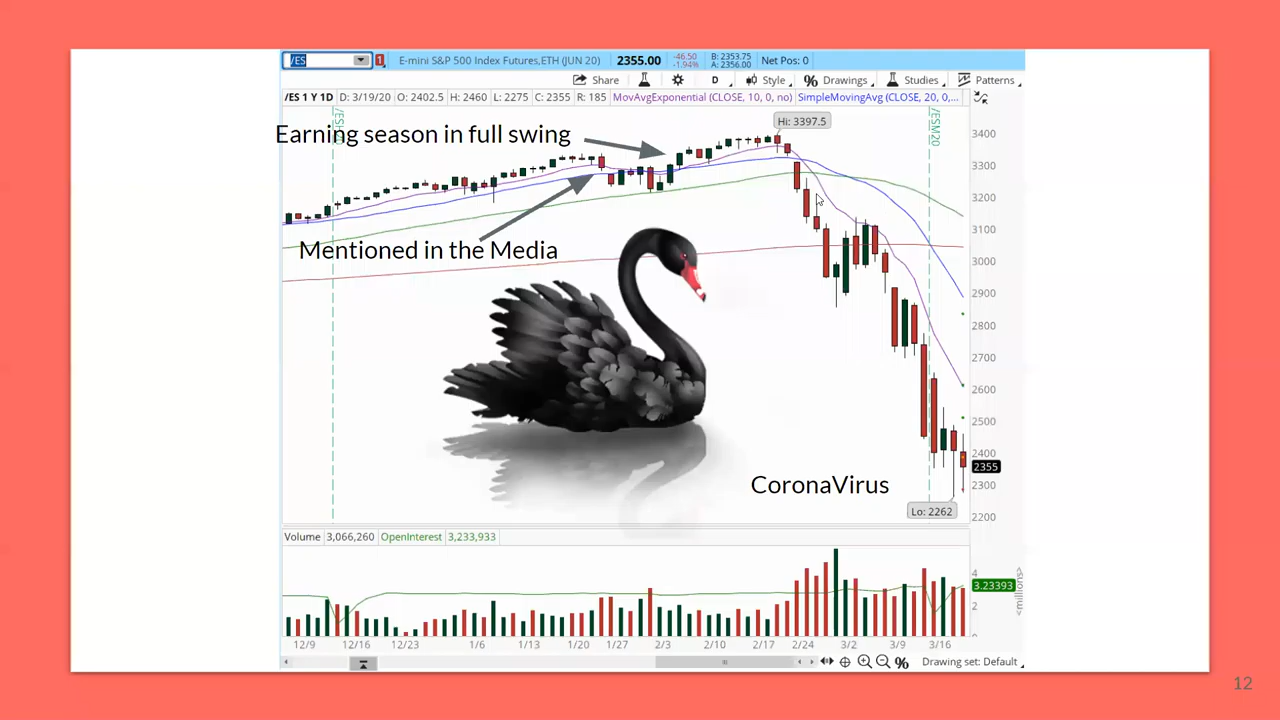 /ES
1
E-mini S&P 500 Index Futures,ETH (JUN 20)
2355.00
-46.50
-1.94%
B: 2353.75
A: 2356.00
Net Pos: 0
Share
D
Style
Drawings
Studies
Patterns
/ES 1 Y 1D
D: 3/19/20
O: 2402.5
H: 2460
L: 2275
C: 2355
R: 185
MovAvgExponential (CLOSE, 10, 0, no)
SimpleMovingAvg (CLOSE, 20, 0,...
/ESM20
Hi: 3397.5
Earning season in full swing
Mentioned in the Media
CoronaVirus
Lo: 2262
3400
3300
3200
3100
3000
2900
2800
2700
2600
2500
2400
2355
2300
2200
Volume
3,066,260
OpenInterest
3,233,933
4
3.23393
2
0
<millions>
12/9
12/16
12/23
1/6
1/13
1/20
1/27
2/3
2/10
2/17
2/24
3/2
3/9
3/16
Drawing set: Default
12